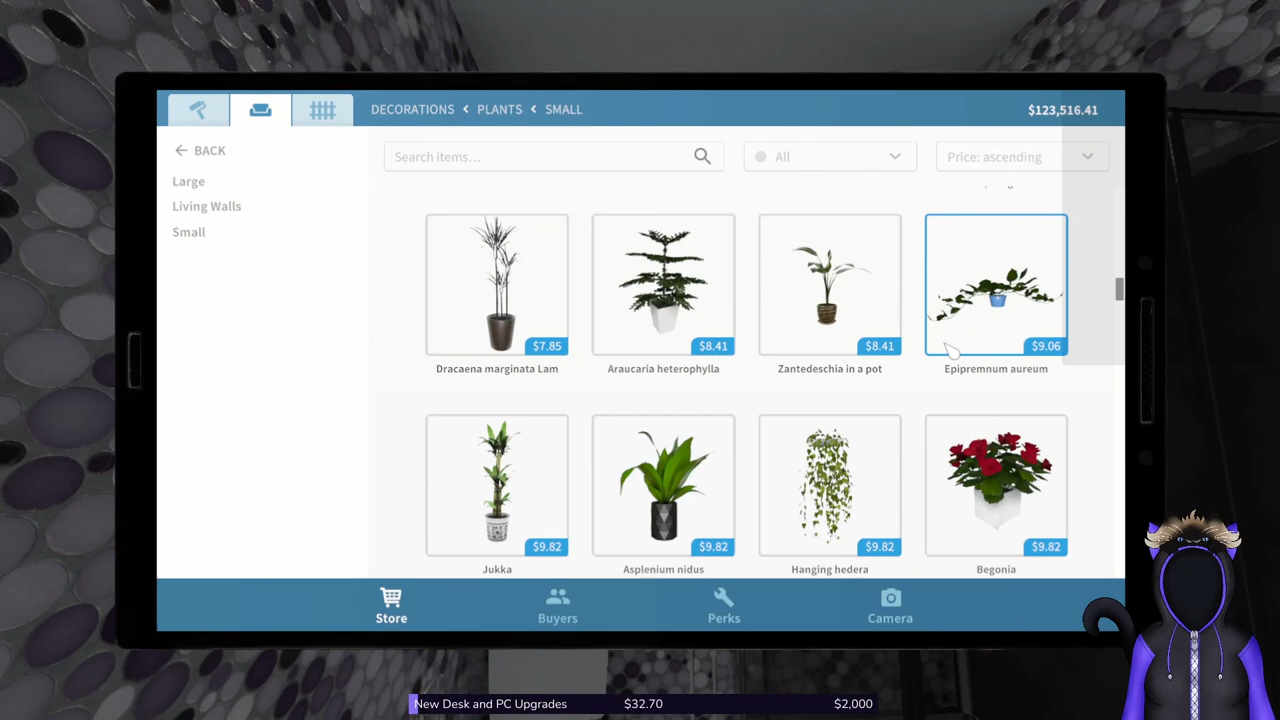 DECORATIONS < PLANTS < SMALL
$123,516.41
BACK
Large
Living Walls
Small
Search items...
All
Price: ascending
$7.85
$8.41
$8.41
$9.06
Dracaena marginata Lam
Araucaria heterophylla
Zantedeschia in a pot
Epipremnum aureum
$9.82
$9.82
$9.82
$9.82
Jukka
Asplenium nidus
Hanging hedera
Begonia
Store
Buyers
Perks
Camera
New Desk and PC Upgrades $32.70 $2,000